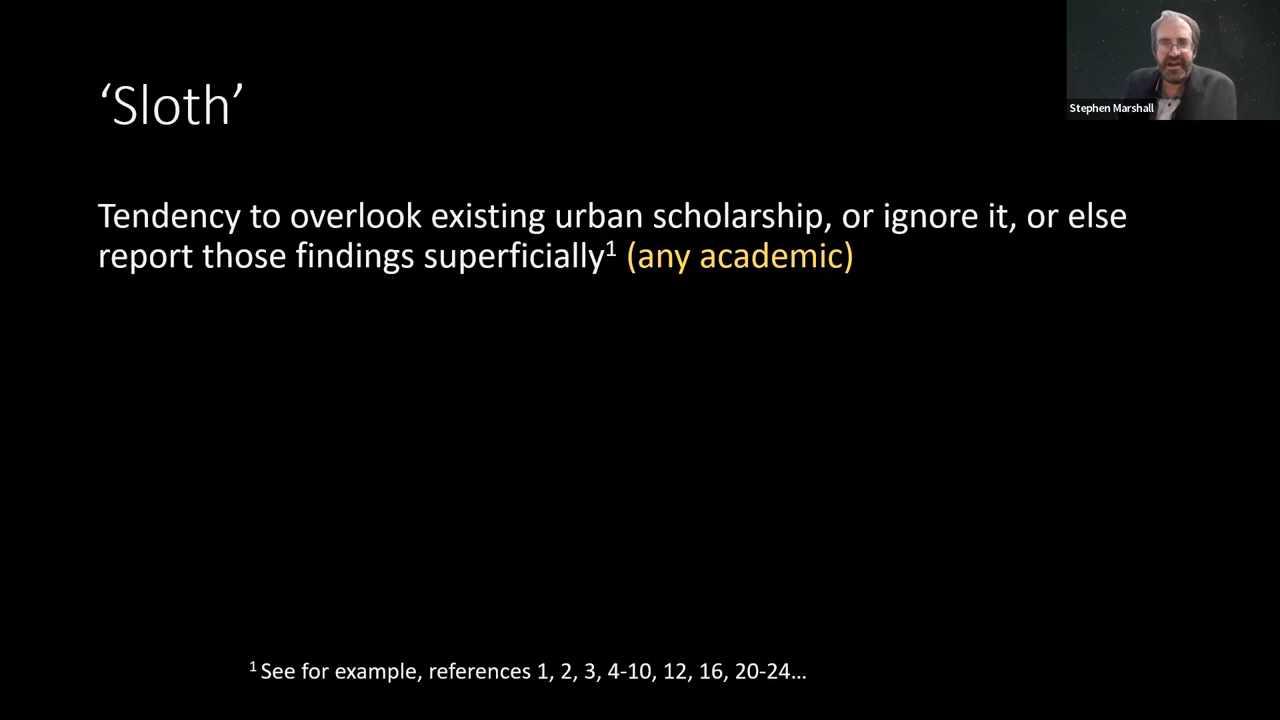 ‘Sloth’
Stephen Marshall
Tendency to overlook existing urban scholarship, or ignore it, or else
report those findings superficially¹ (any academic)
¹ See for example, references 1, 2, 3, 4-10, 12, 16, 20-24…